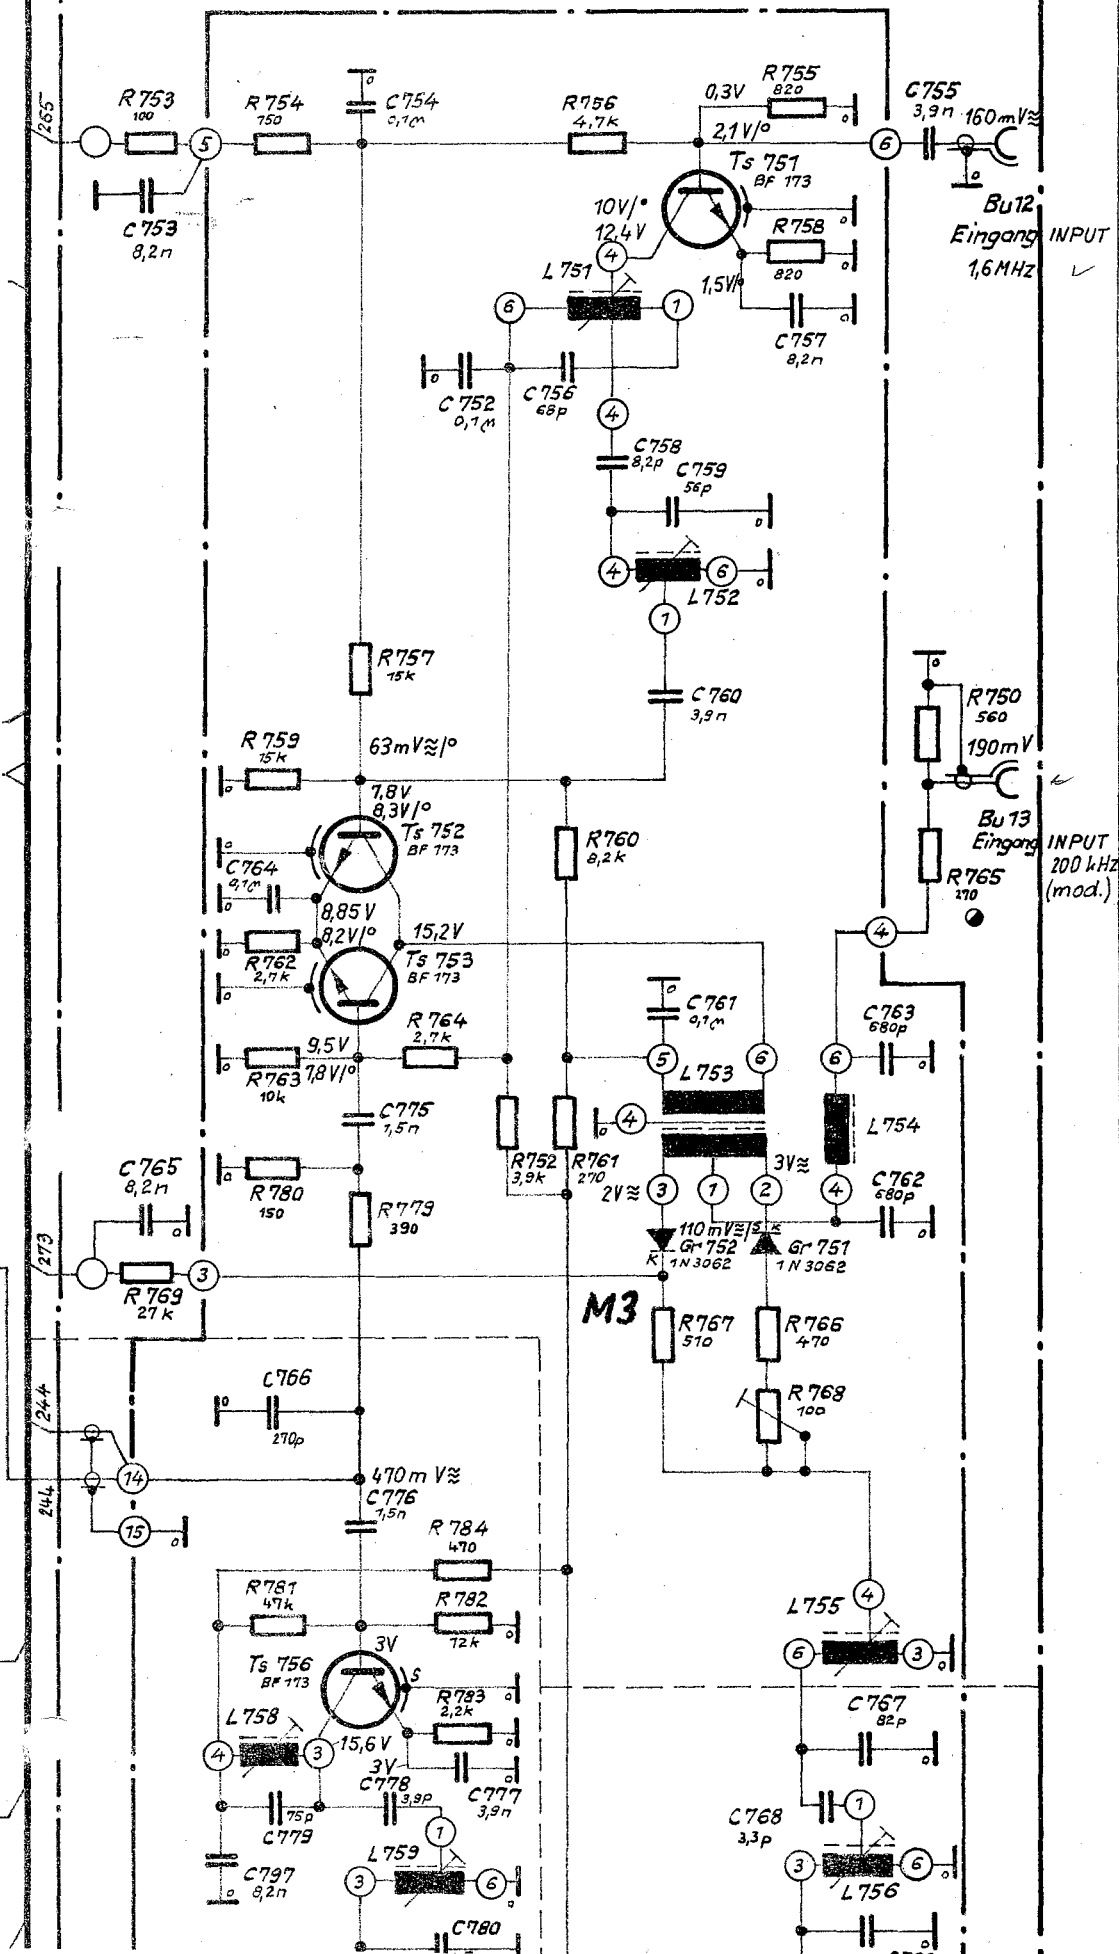 /265
R753
100
5
R754
150
C754
0,1M
R756
4,7k
0,3V
R755
820
2,1V/°
6
C755
3,9n
160mV≈
C753
8,2n
Ts 751
BF 173
10V/°
12,4V
4
R758
820
1,5V/°
C757
8,2n
Bu12
Eingang INPUT
1,6MHz
L751
6
1
C752
0,1M
C756
68p
4
C758
8,2p
C759
56p
4
6
L752
1
R757
15k
C760
3,9n
R750
560
190mV
Bu13
Eingang INPUT
200 kHz
(mod.)
R765
270
4
R759
15k
63mV≈/°
7,8V
8,3V/°
Ts 752
BF 173
C764
0,1M
R760
8,2k
8,85V
8,2V/°
15,2V
R762
2,7k
Ts 753
BF 173
R764
2,7k
9,5V
7,8V/°
R763
10k
C761
0,1M
5
L753
6
6
C763
680p
C775
1,5n
4
L754
C765
8,2n
R780
150
R752
3,9k
R761
270
3V≈
2V≈
3
1
2
4
C762
680p
R779
390
110mV≈/
S
K
Gr752
1N3062
K
Gr751
1N3062
/273
3
R769
27k
M3
R767
510
R766
470
C766
270p
R768
100
/244
14
470mV≈
C776
1,5n
244
15
R784
470
R781
47k
R782
12k
4
L755
3V
Ts 756
BF 173
S
R783
2,2k
6
3
L758
15,6V
4
3
3V
C767
82p
C778
3,9p
C777
3,9n
75p
C779
1
C768
3,3p
1
L759
C797
8,2n
3
6
3
6
L756
C780